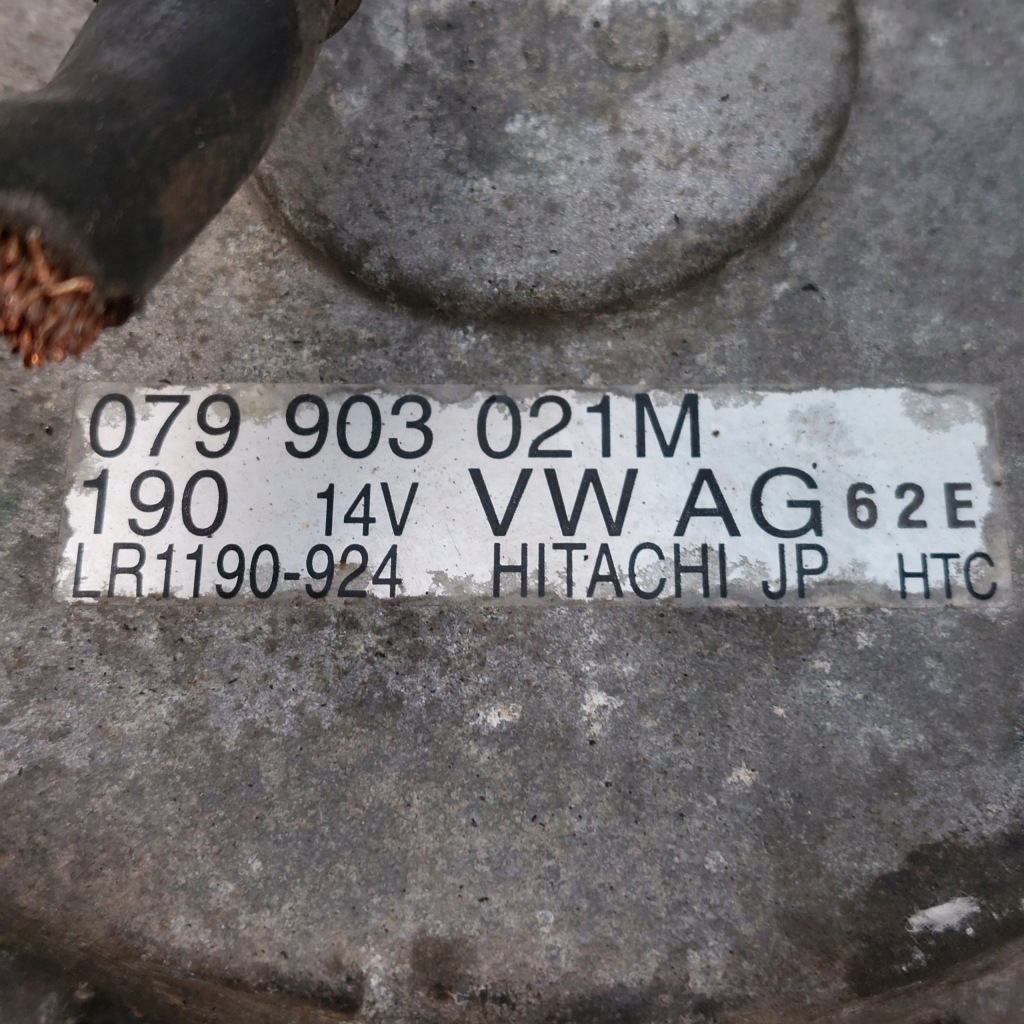 079 903 021M
190 14V VW AG 62E
LR1190-924 HITACHI JP HTC